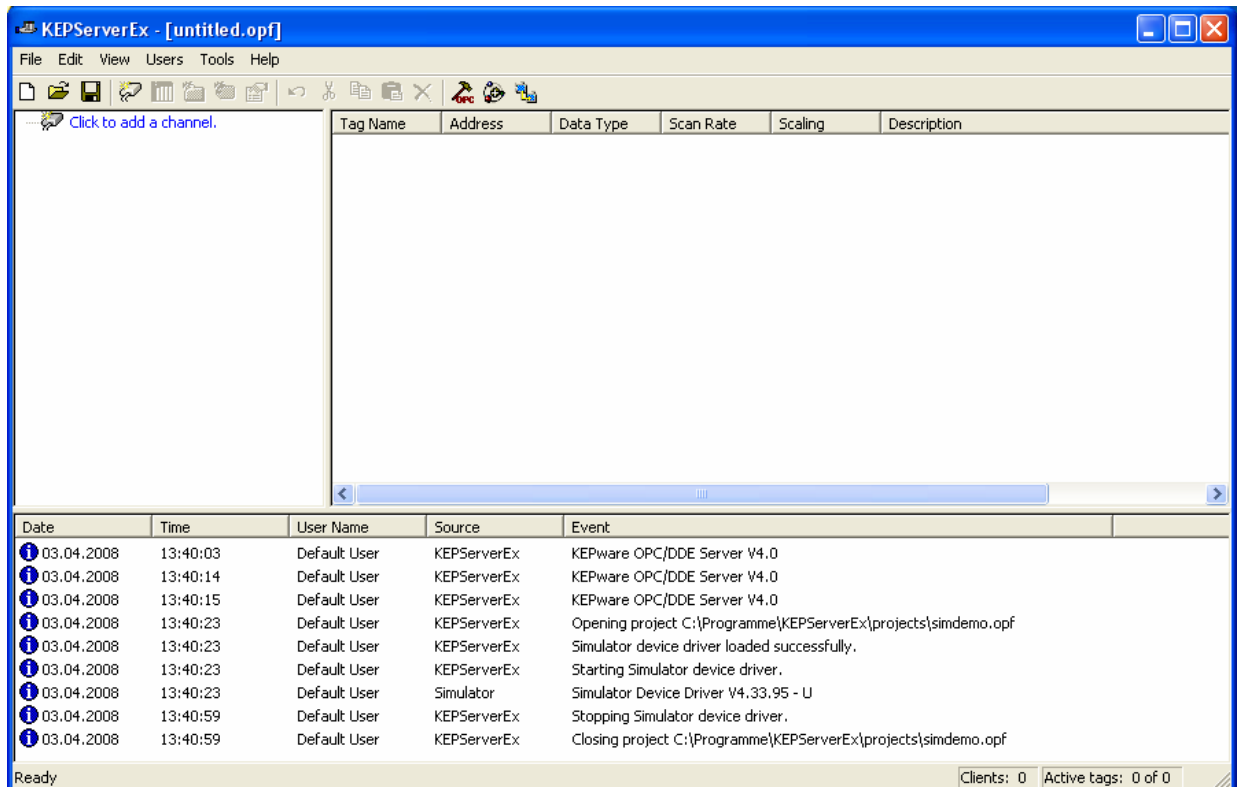 KEPServerEx - [untitled.opf]
File Edit View Users Tools Help
OPC
Click to add a channel.
Tag Name Address Data Type Scan Rate Scaling Description
Date Time User Name Source Event
03.04.2008 13:40:03 Default User KEPServerEx KEPware OPC/DDE Server V4.0
03.04.2008 13:40:14 Default User KEPServerEx KEPware OPC/DDE Server V4.0
03.04.2008 13:40:15 Default User KEPServerEx KEPware OPC/DDE Server V4.0
03.04.2008 13:40:23 Default User KEPServerEx Opening project C:\Programme\KEPServerEx\projects\simdemo.opf
03.04.2008 13:40:23 Default User KEPServerEx Simulator device driver loaded successfully.
03.04.2008 13:40:23 Default User KEPServerEx Starting Simulator device driver.
03.04.2008 13:40:23 Default User Simulator Simulator Device Driver V4.33.95 - U
03.04.2008 13:40:59 Default User KEPServerEx Stopping Simulator device driver.
03.04.2008 13:40:59 Default User KEPServerEx Closing project C:\Programme\KEPServerEx\projects\simdemo.opf
Ready Clients: 0 Active tags: 0 of 0